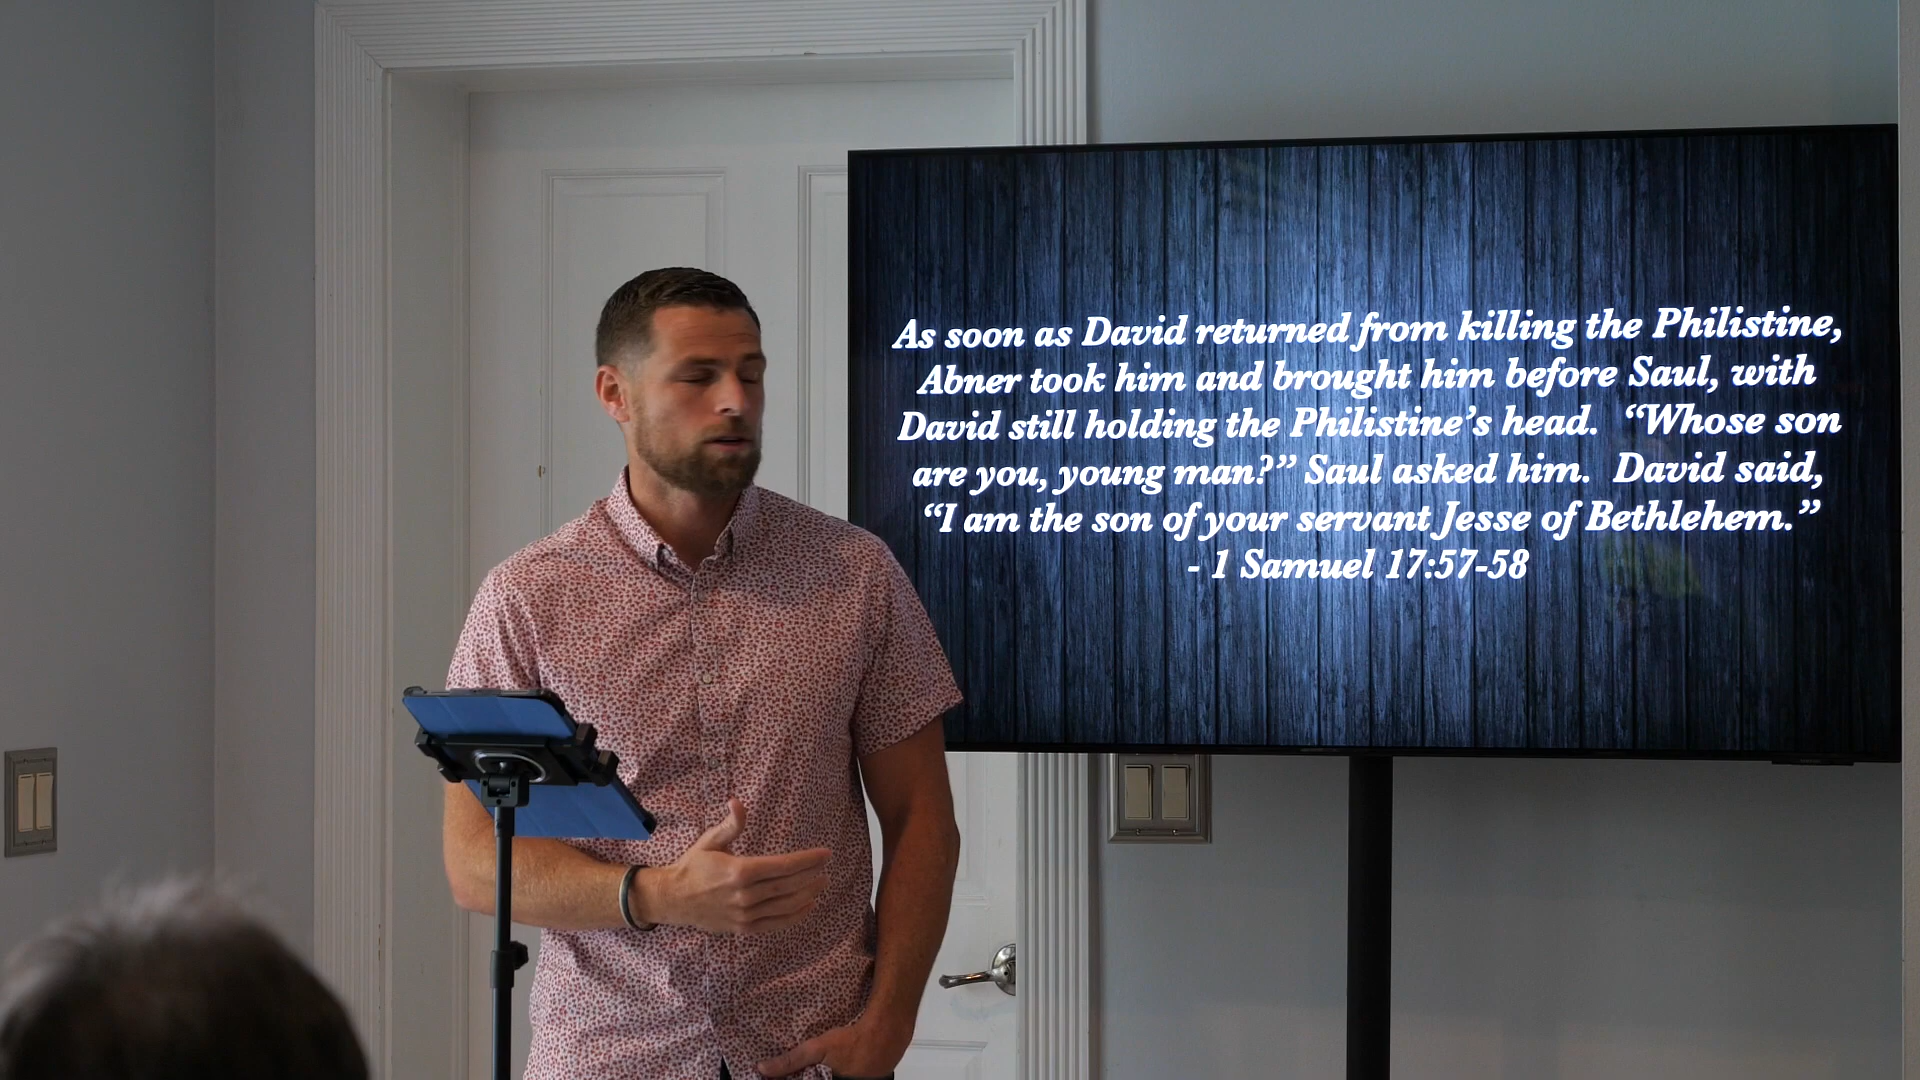 As soon as David returned from killing the Philistine,
Abner took him and brought him before Saul, with
David still holding the Philistine’s head.  “Whose son
are you, young man?” Saul asked him.  David said,
“I am the son of your servant Jesse of Bethlehem.”
- 1 Samuel 17:57-58